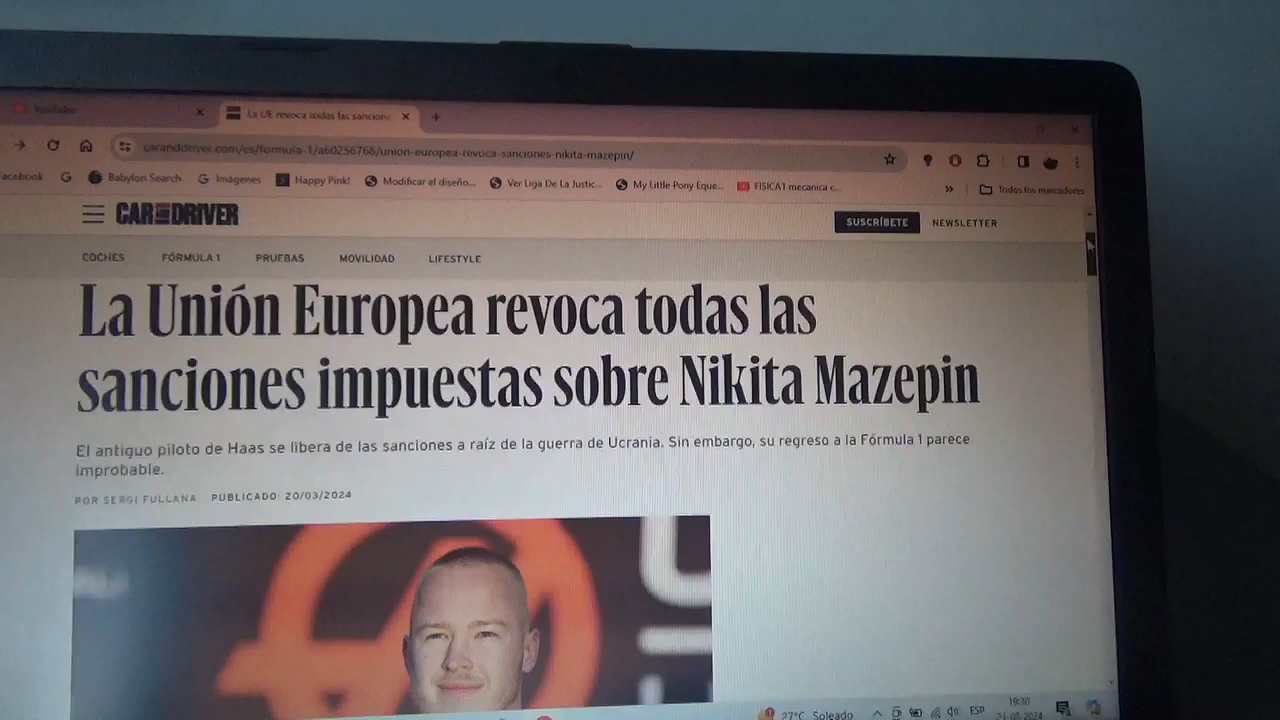 YouTube
La UE revoca todas las sancion
caranddriver.com/es/formula-1/a60256768/union-europea-revoca-sanciones-nikita-mazepin/
acebook
Babylon Search
Imágenes
Happy Pink!
Modificar el diseño...
Ver Liga De La Justic...
My Little Pony Eque...
FISICA1 mecanica c...
»
Todos los marcadores
CAR AND DRIVER
SUSCRÍBETE
NEWSLETTER
COCHES FÓRMULA 1 PRUEBAS MOVILIDAD LIFESTYLE
La Unión Europea revoca todas las
sanciones impuestas sobre Nikita Mazepin
El antiguo piloto de Haas se libera de las sanciones a raíz de la guerra de Ucrania. Sin embargo, su regreso a la Fórmula 1 parece
improbable.
POR SERGI FULLANA PUBLICADO: 20/03/2024
27°C Soleado
ESP
19:30